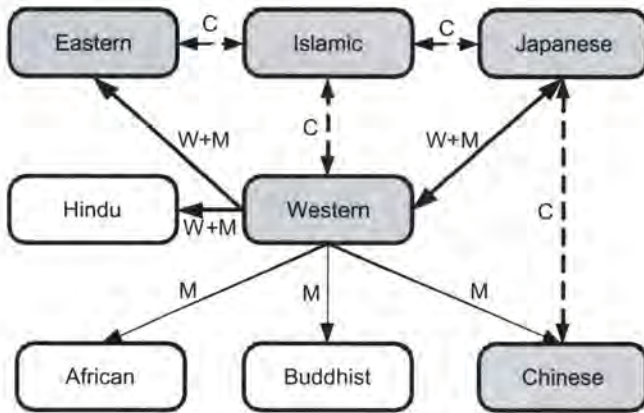 C
C
Eastern
Islamic
Japanese
C
W+M
W+M
Hindu
Western
C
W+M
M
M
M
African
Buddhist
Chinese